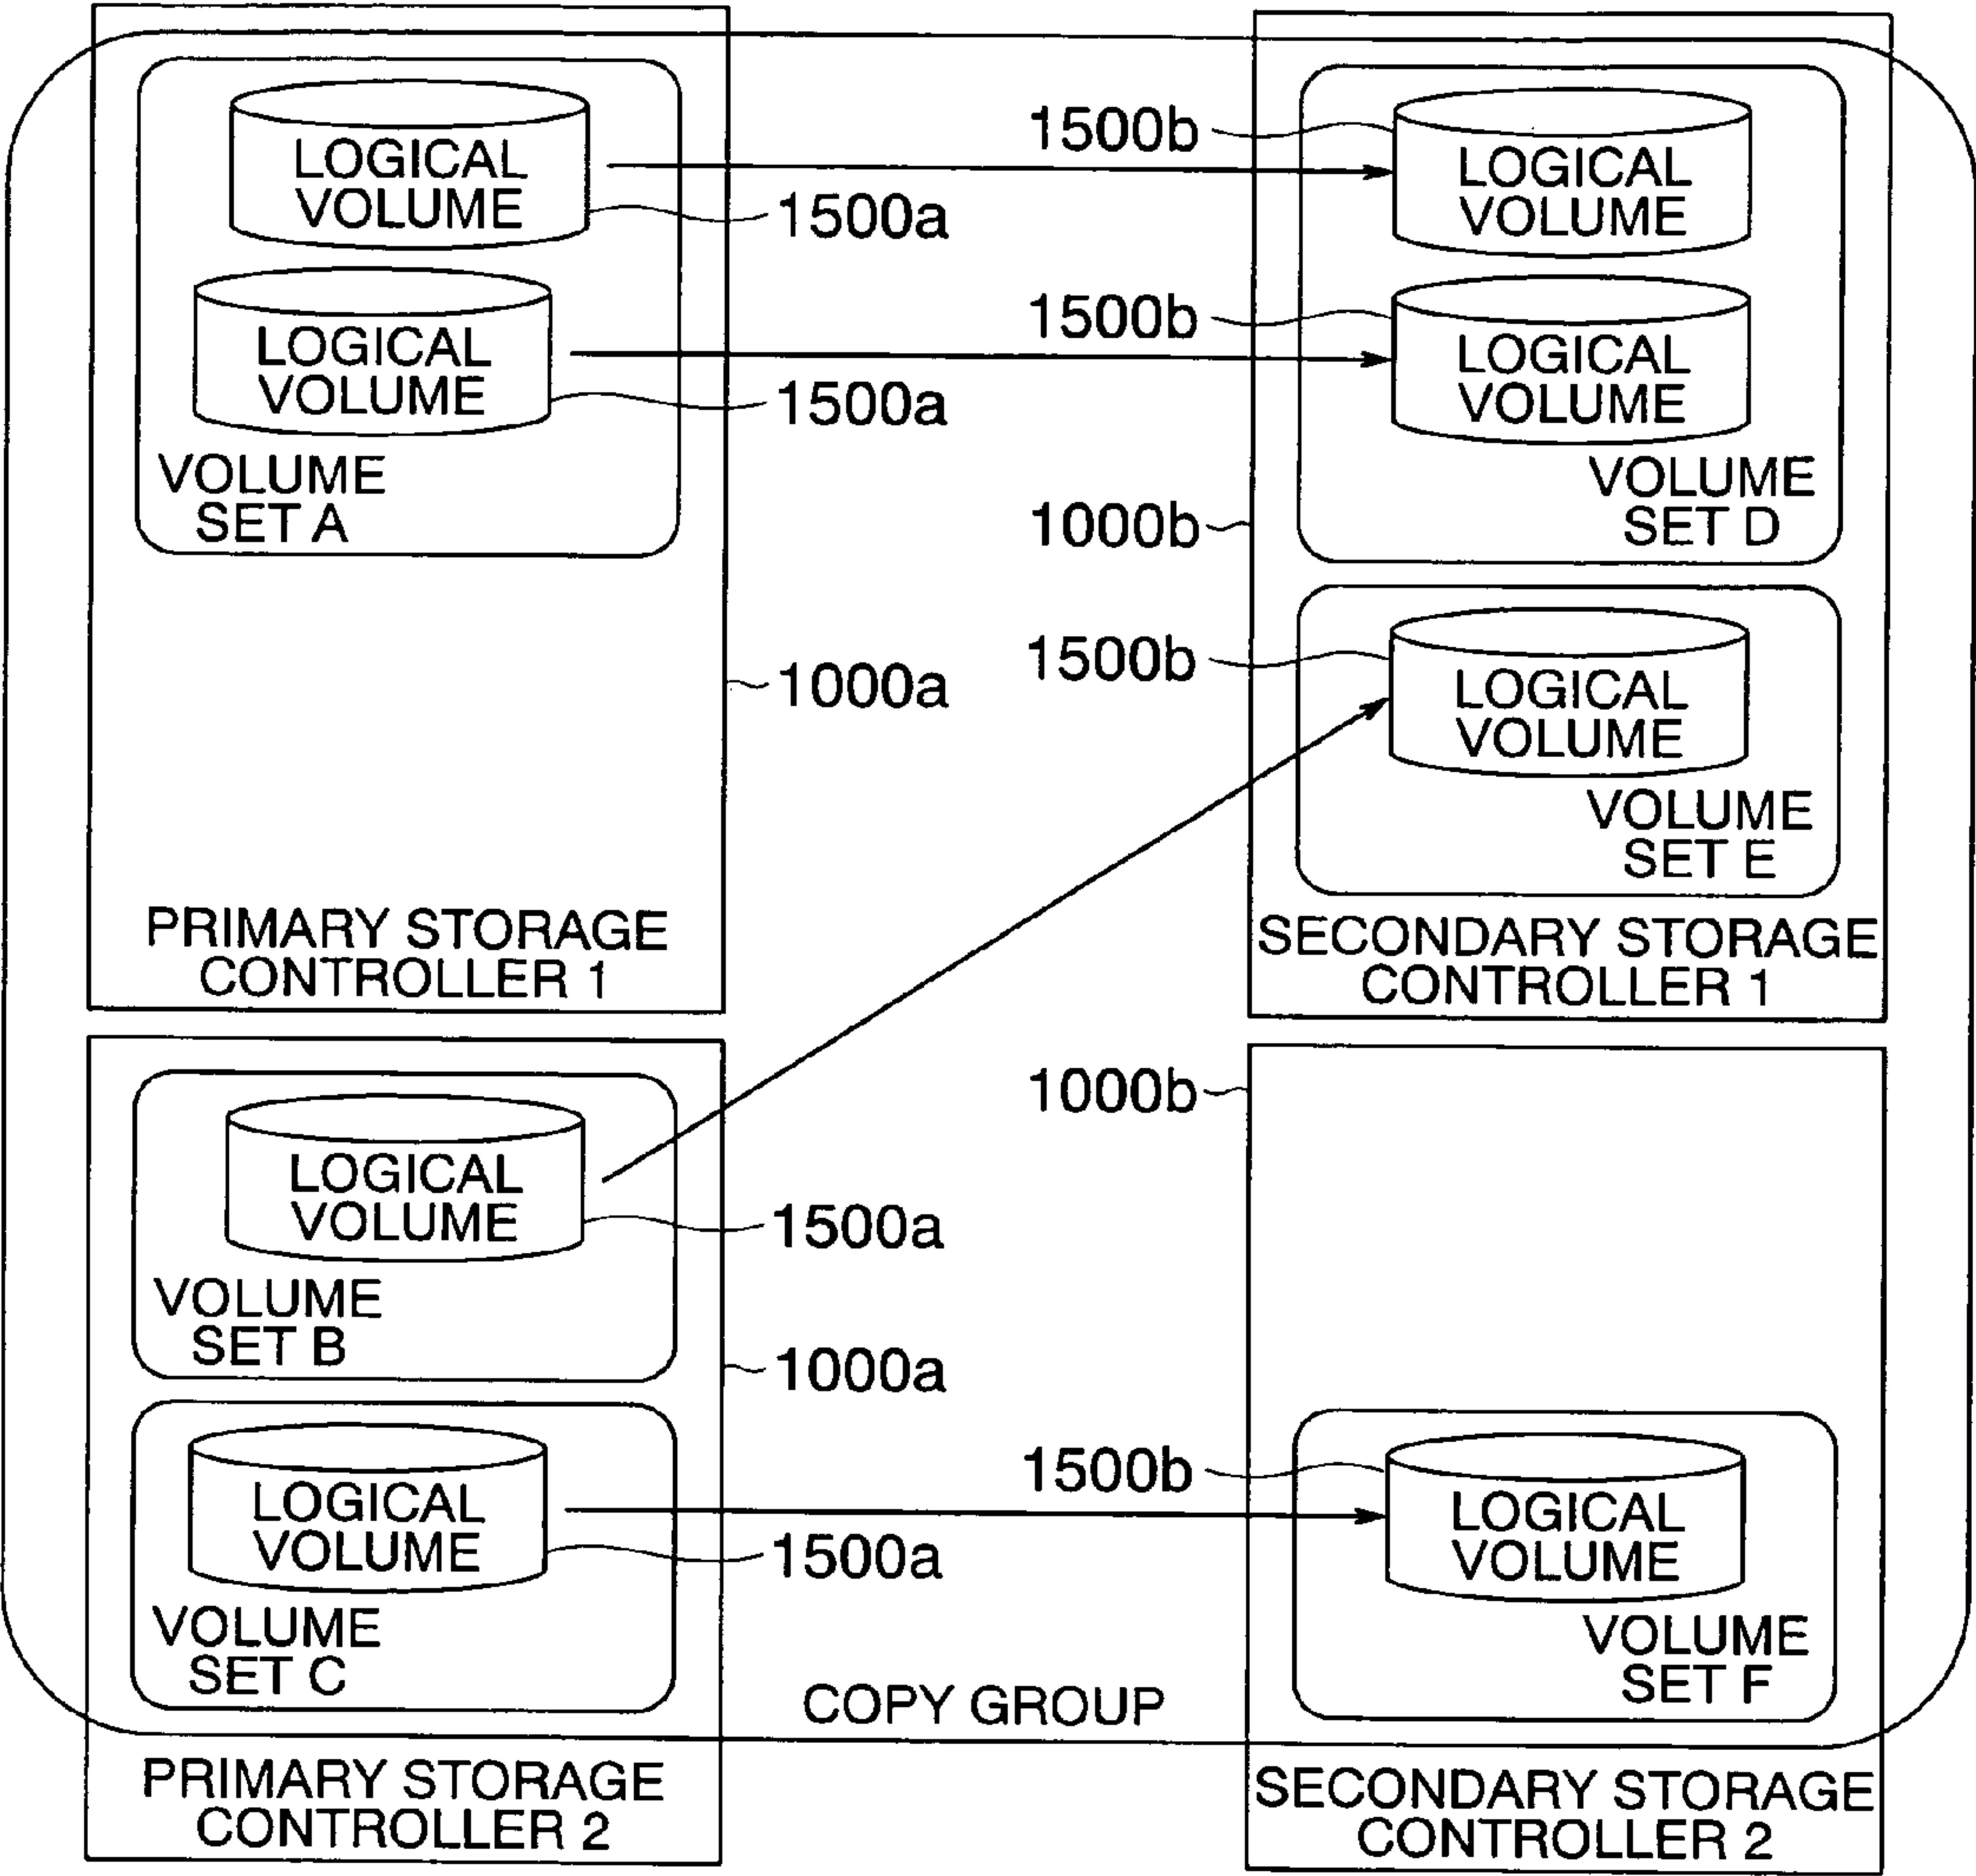 LOGICAL
VOLUME
1500a
LOGICAL
VOLUME
1500a
VOLUME
SET A
1000a
PRIMARY STORAGE
CONTROLLER 1
1500b
LOGICAL
VOLUME
1500b
LOGICAL
VOLUME
VOLUME
SET D
1000b
1500b
LOGICAL
VOLUME
VOLUME
SET E
SECONDARY STORAGE
CONTROLLER 1
LOGICAL
VOLUME
1500a
VOLUME
SET B
1000a
LOGICAL
VOLUME
1500a
VOLUME
SET C
PRIMARY STORAGE
CONTROLLER 2
1000b
1500b
LOGICAL
VOLUME
VOLUME
SET F
COPY GROUP
SECONDARY STORAGE
CONTROLLER 2